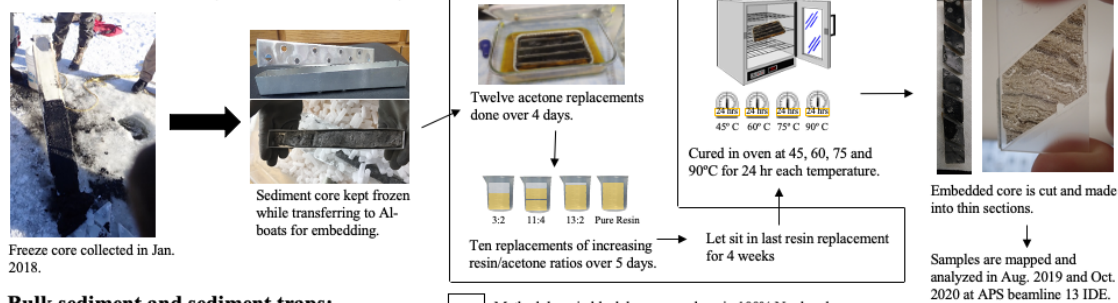 Freeze core collected in Jan.
2018.
Sediment core kept frozen
while transferring to Al-
boats for embedding.
Twelve acetone replacements
done over 4 days.
3:2 11:4 13:2 Pure Resin
Ten replacements of increasing
resin/acetone ratios over 5 days.
Let sit in last resin replacement
for 4 weeks
24 hrs 24 hrs 24 hrs 24 hrs
45º C 60º C 75º C 90º C
Cured in oven at 45, 60, 75 and
90ºC for 24 hr each temperature.
Embedded core is cut and made
into thin sections.
Samples are mapped and
analyzed in Aug. 2019 and Oct.
2020 at APS beamline 13 IDE.
Bulk sediment and sediment traps: